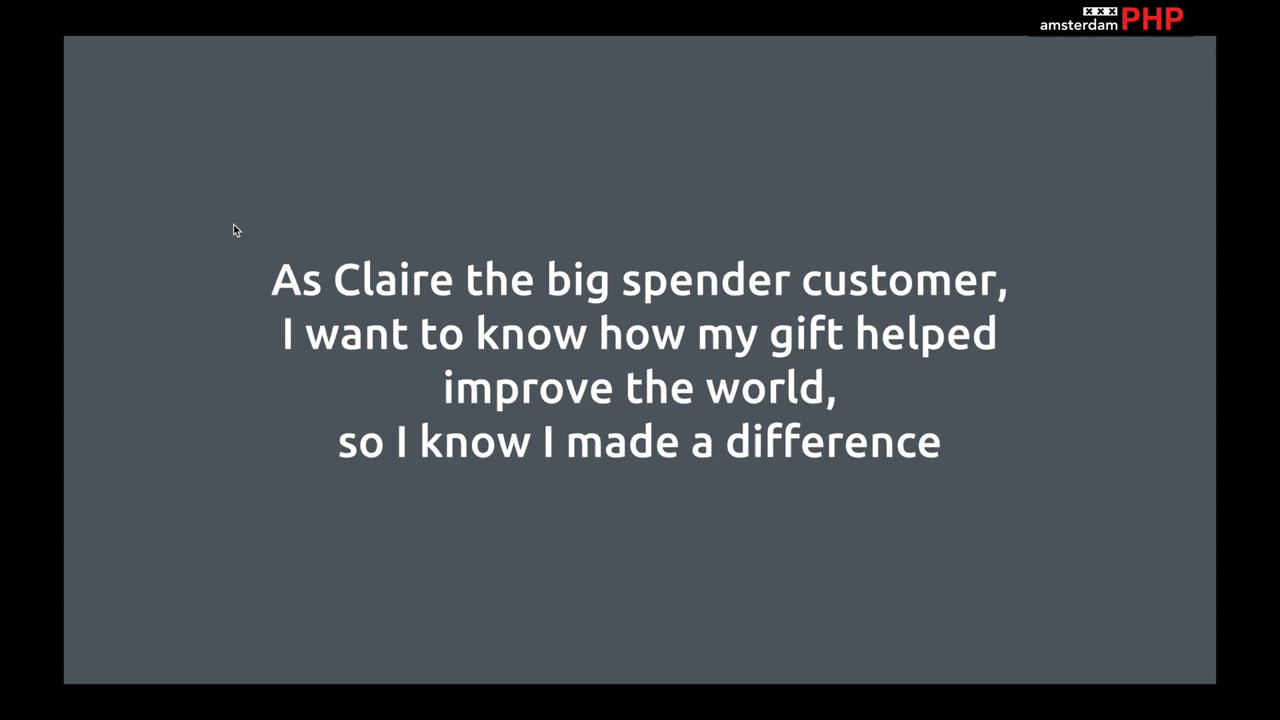 XXX
amsterdam PHP
As Claire the big spender customer,
I want to know how my gift helped
improve the world,
so I know I made a difference